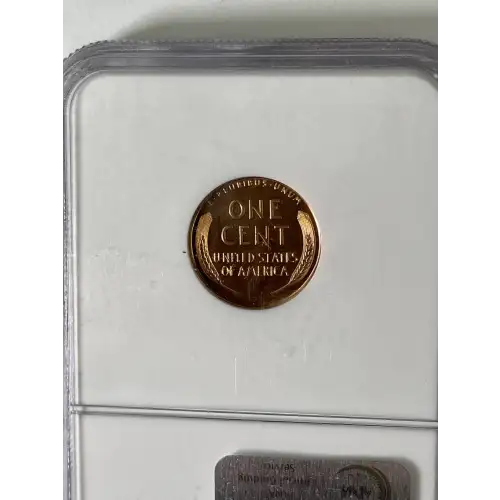 E·PLURIBUS·UNUM
ONE
CENT
UNITED STATES
OF AMERICA